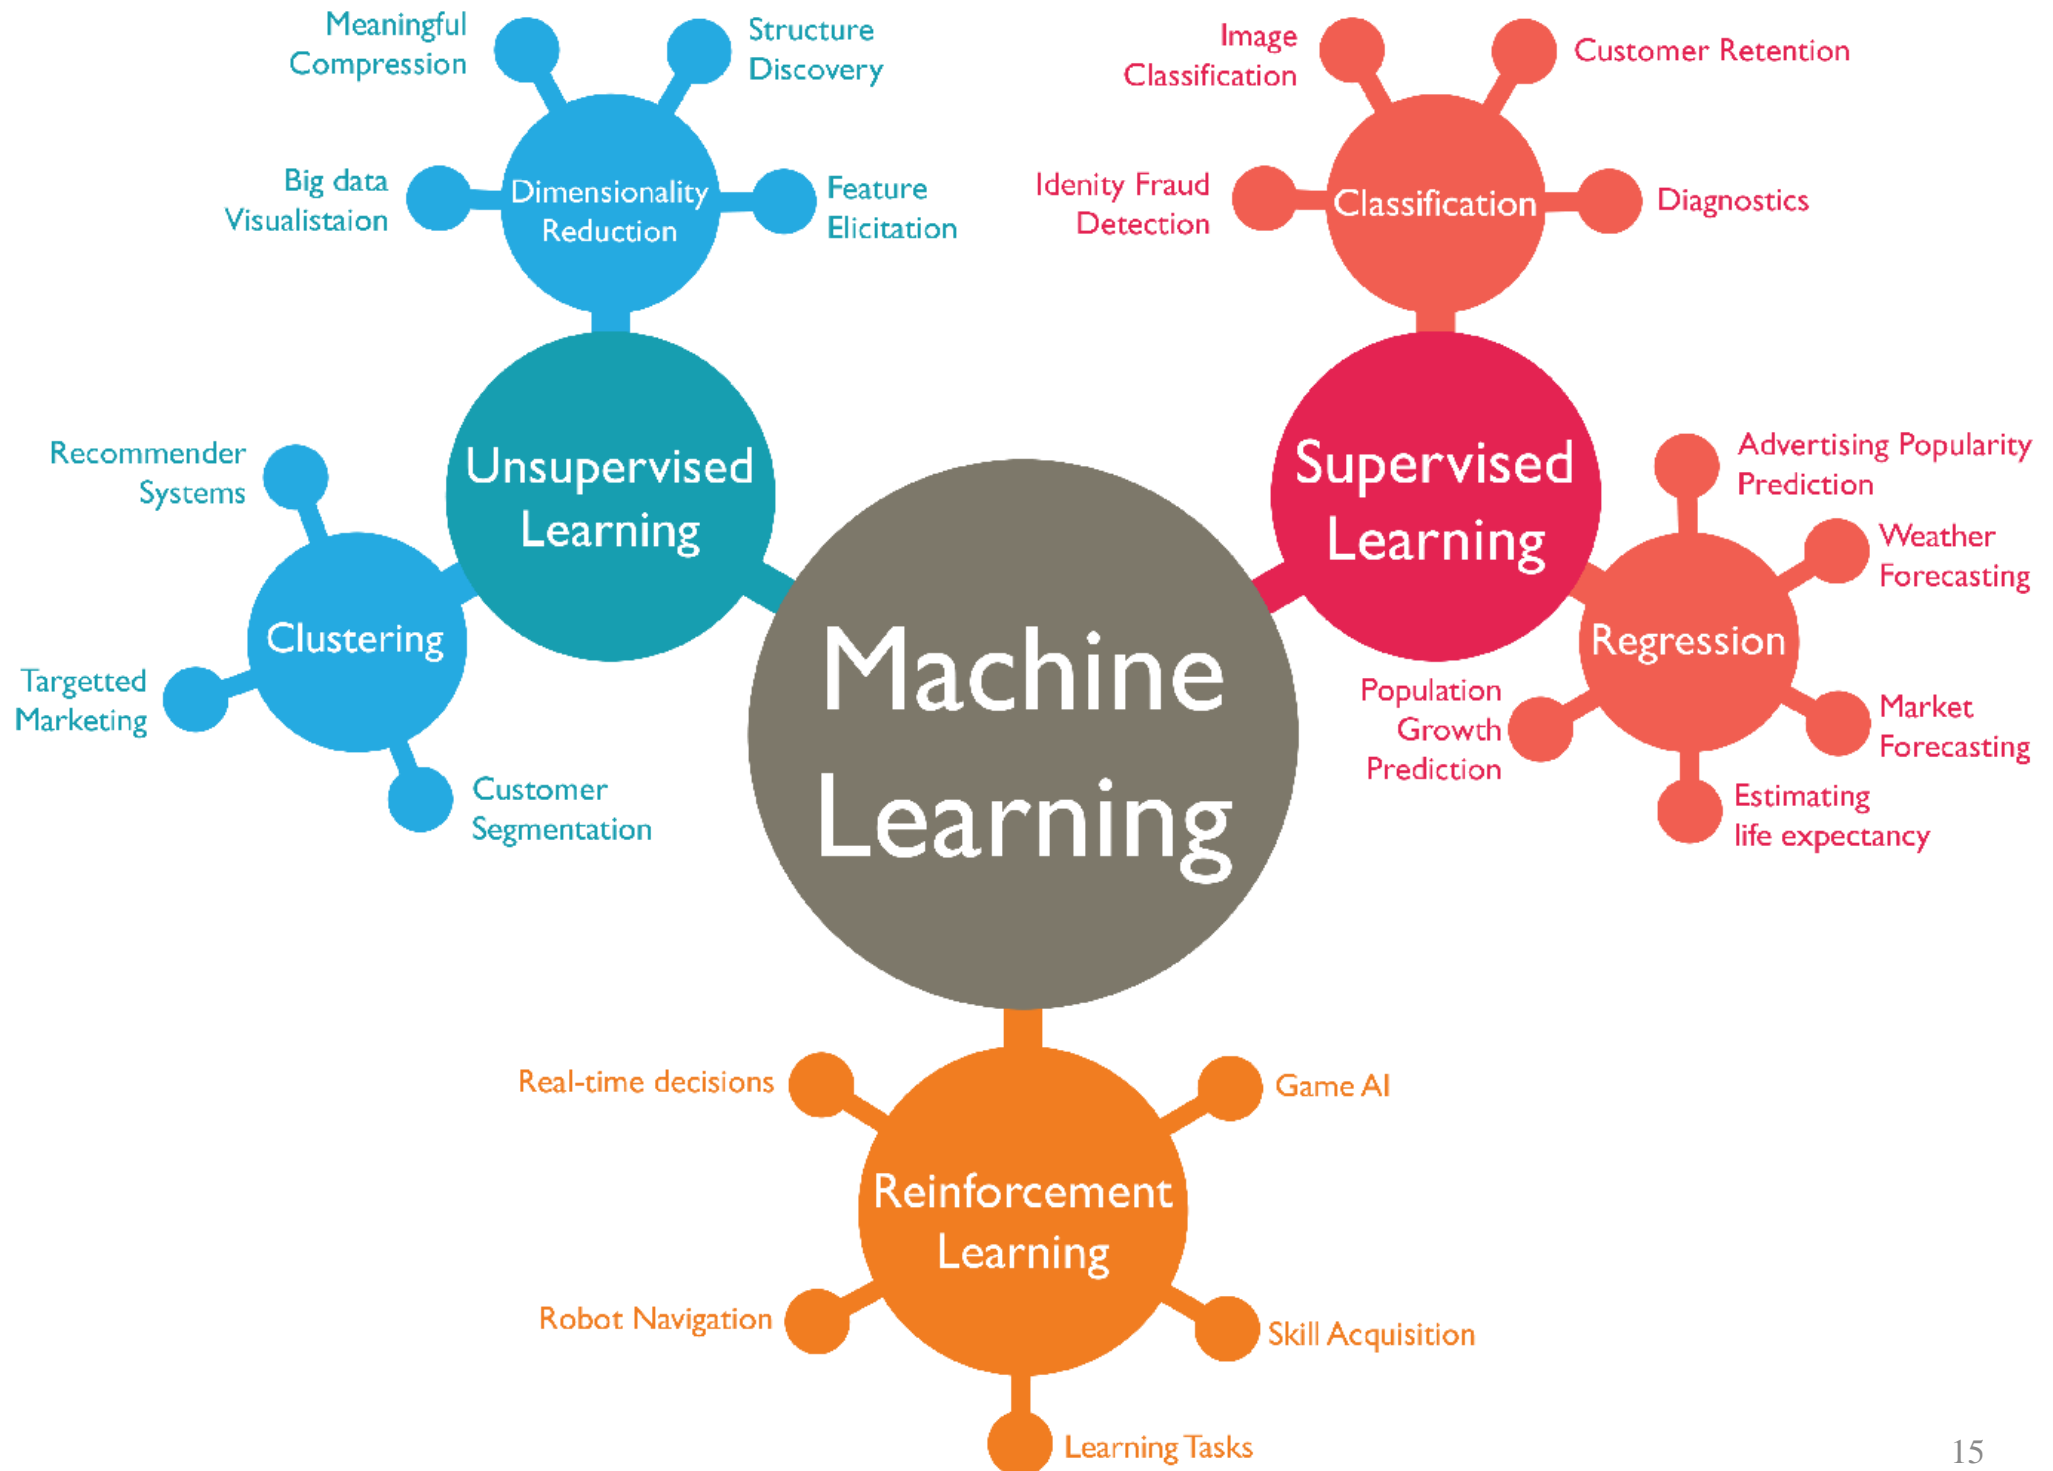 Meaningful
Compression
Structure
Discovery
Big data
Visualistaion
Dimensionality
Reduction
Feature
Elicitation
Image
Classification
Customer Retention
Idenity Fraud
Detection
Classification
Diagnostics
Unsupervised
Learning
Recommender
Systems
Clustering
Targetted
Marketing
Customer
Segmentation
Machine
Learning
Supervised
Learning
Advertising Popularity
Prediction
Weather
Forecasting
Regression
Population
Growth
Prediction
Market
Forecasting
Estimating
life expectancy
Real-time decisions
Game AI
Reinforcement
Learning
Robot Navigation
Skill Acquisition
Learning Tasks
15